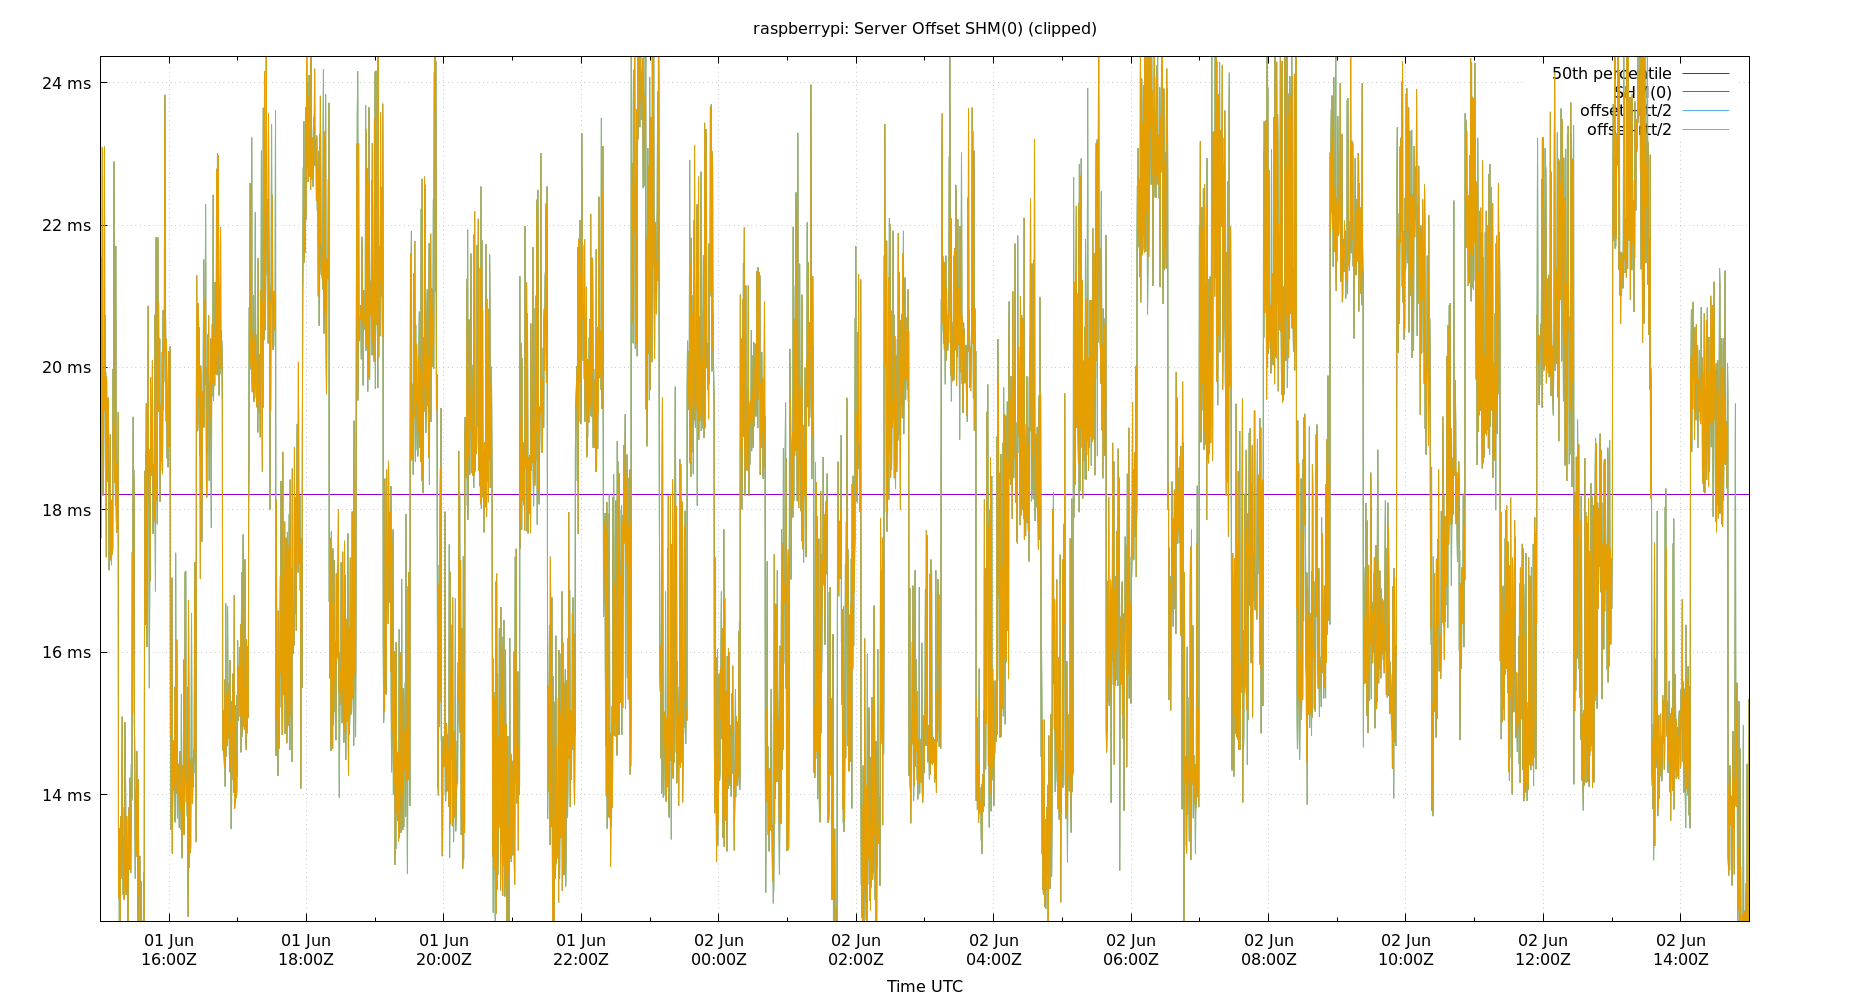 raspberrypi: Server Offset SHM(0) (clipped)
24 ms
22 ms
20 ms
18 ms
16 ms
14 ms
50th percentile
SHM(0)
offset-rtt/2
offset+rtt/2
01 Jun
16:00Z
01 Jun
18:00Z
01 Jun
20:00Z
01 Jun
22:00Z
02 Jun
00:00Z
02 Jun
02:00Z
02 Jun
04:00Z
02 Jun
06:00Z
02 Jun
08:00Z
02 Jun
10:00Z
02 Jun
12:00Z
02 Jun
14:00Z
Time UTC